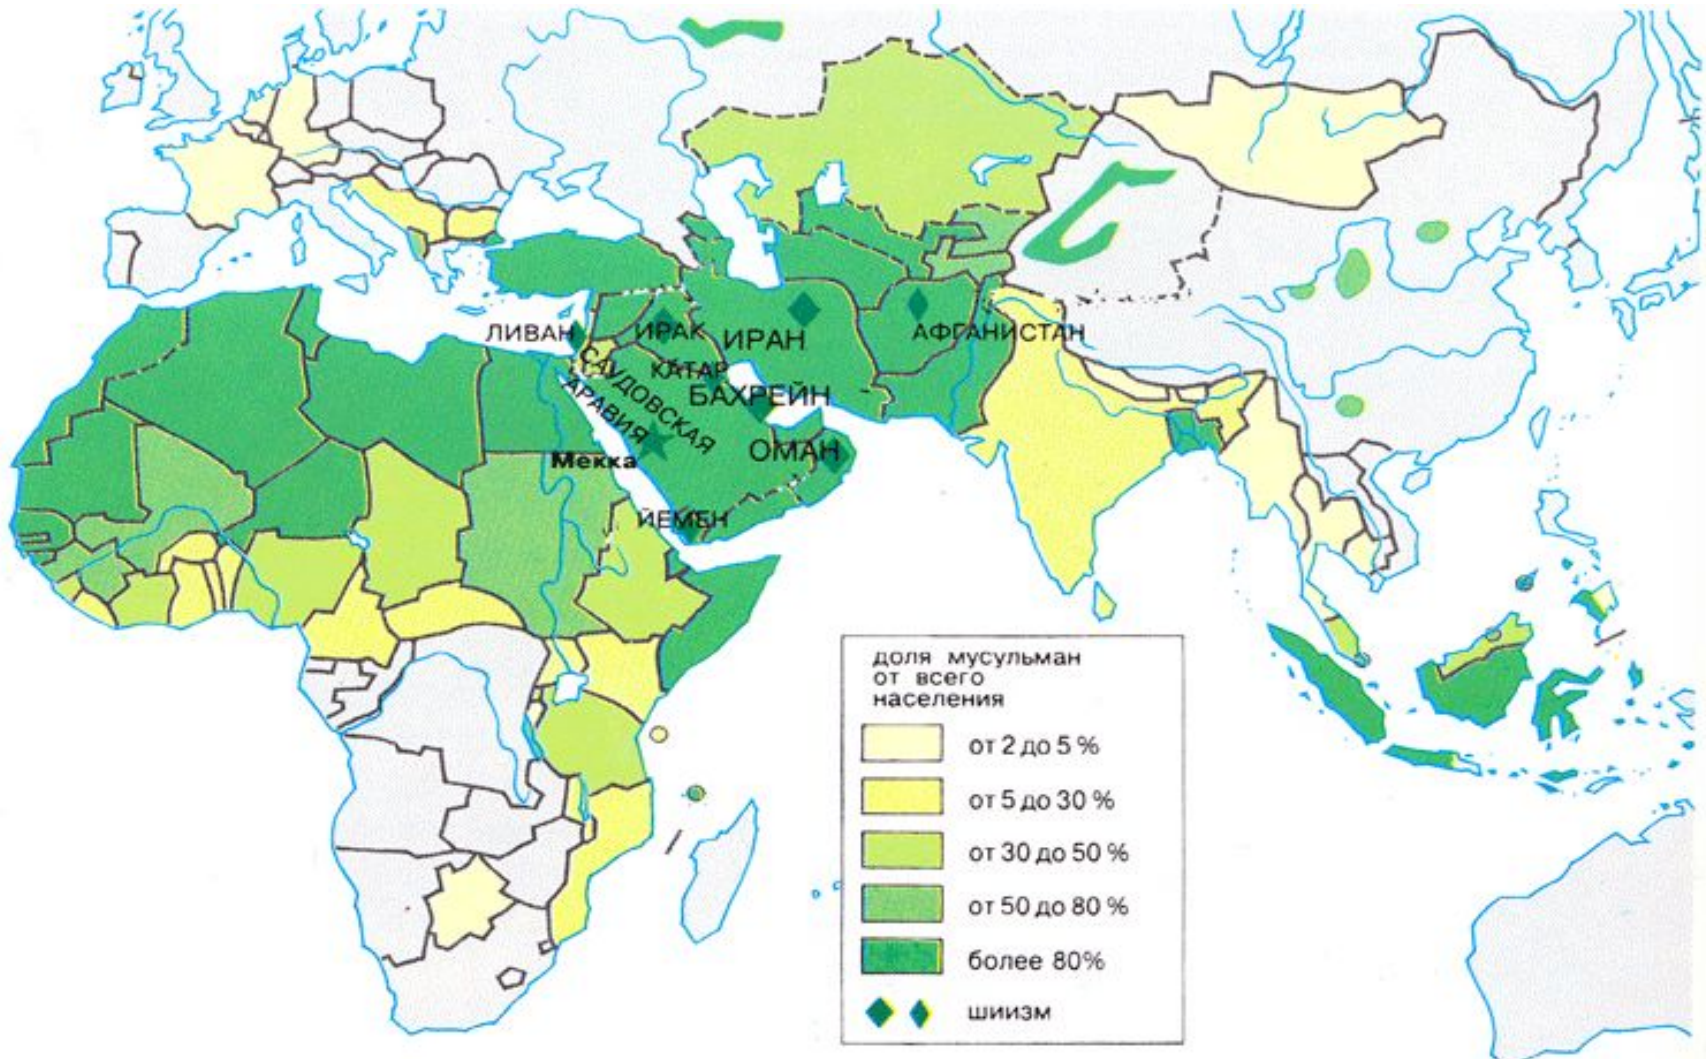 ЛИВАН
ИРАК
ИРАН
АФГАНИСТАН
КАТАР
САУДОВСКАЯ
АРАВИЯ
БАХРЕЙН
ОМАН
Мекка
ЙЕМЕН
доля мусульман
от всего
населения
от 2 до 5 %
от 5 до 30 %
от 30 до 50 %
от 50 до 80 %
более 80%
шиизм